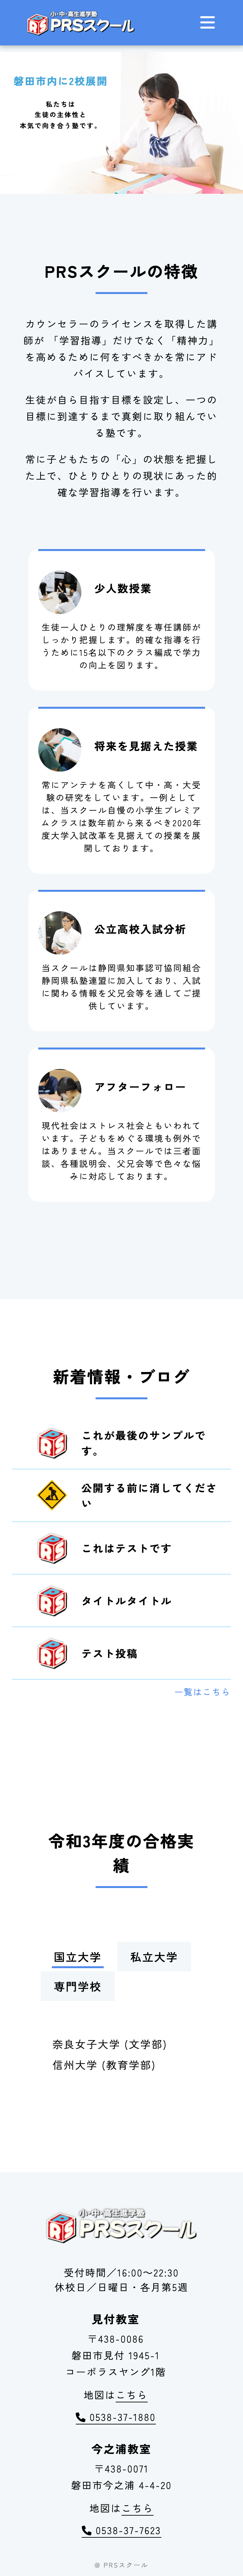 小・中・高生進学塾
PRSスクール
磐田市内に2校展開
私たちは
生徒の主体性と
本気で向き合う塾です。
PRSスクールの特徴
カウンセラーのライセンスを取得した講
師が 「学習指導」だけでなく「精神力」
を高めるために何をすべきかを常にアド
バイスしています。
生徒が自ら目指す目標を設定し、一つの
目標に到達するまで真剣に取り組んでい
る塾です。
常に子どもたちの「心」の状態を把握し
た上で、ひとりひとりの現状にあった的
確な学習指導を行います。
少人数授業
生徒一人ひとりの理解度を専任講師が
しっかり把握します。的確な指導を行
うために15名以下のクラス編成で学力
の向上を図ります。
将来を見据えた授業
常にアンテナを高くして中・高・大受
験の研究をしています。一例として
は、当スクール自慢の小学生プレミア
ムクラスは数年前から来るべき2020年
度大学入試改革を見据えての授業を展
開しております。
公立高校入試分析
当スクールは静岡県知事認可協同組合
静岡県私塾連盟に加入しており、入試
に関わる情報を父兄会等を通してご提
供しています。
アフターフォロー
現代社会はストレス社会ともいわれて
います。子どもをめぐる環境も例外で
はありません。当スクールでは三者面
談、各種説明会、父兄会等で色々な悩
みに対応しております。
新着情報・ブログ
これが最後のサンプルで
す。
公開する前に消してくださ
い
これはテストです
タイトルタイトル
テスト投稿
一覧はこちら
令和3年度の合格実
績
国立大学 私立大学
専門学校
奈良女子大学 (文学部)
信州大学 (教育学部)
小・中・高生進学塾
PRSスクール
受付時間／16:00〜22:30
休校日／日曜日・各月第5週
見付教室
〒438-0086
磐田市見付 1945-1
コーポラスヤング1階
地図はこちら
0538-37-1880
今之浦教室
〒438-0071
磐田市今之浦 4-4-20
地図はこちら
0538-37-7623
@ PRSスクール